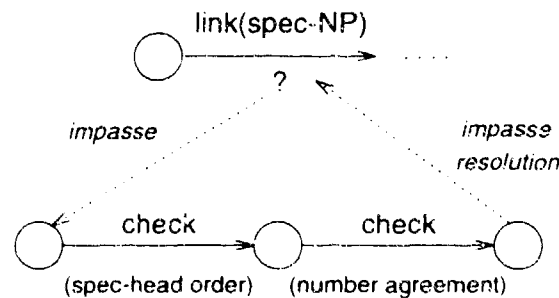 link(spec-NP)
?
impasse
impasse
resolution
check
check
(spec-head order)
(number agreement)